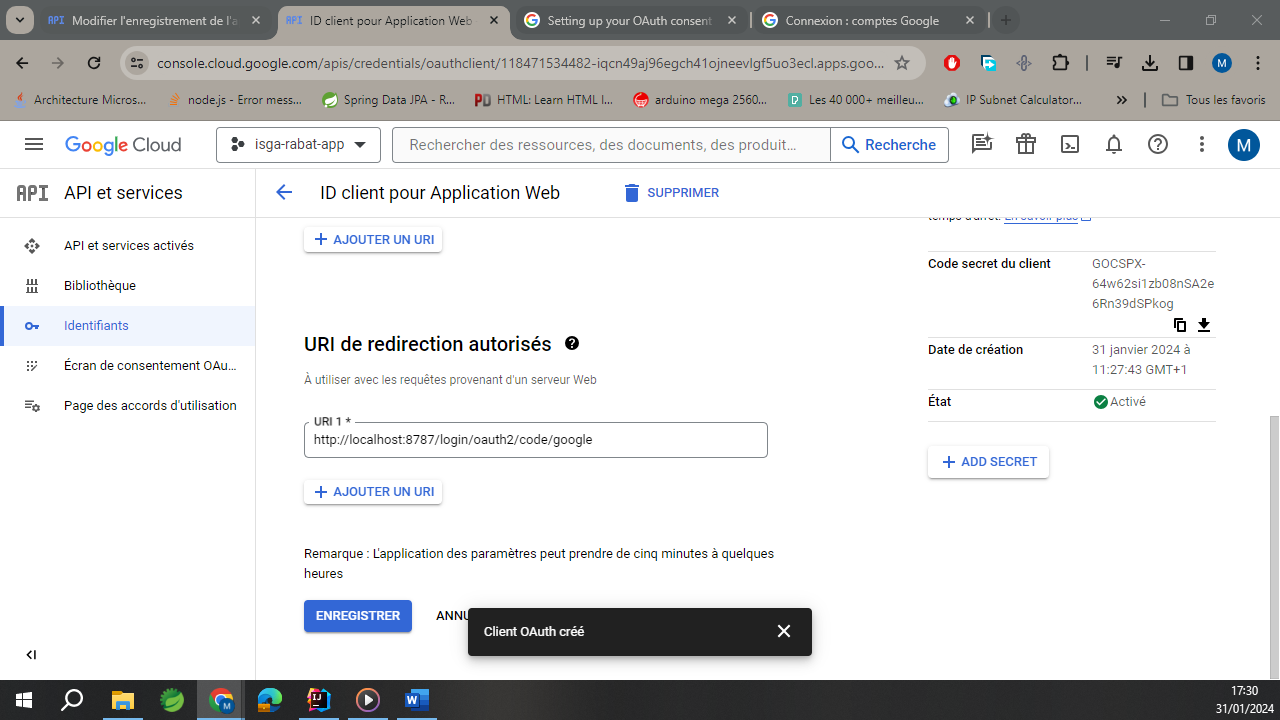 Modifier l'enregistrement de l'a
ID client pour Application Web
Setting up your OAuth consent
Connexion : comptes Google
console.cloud.google.com/apis/credentials/oauthclient/118471534482-iqcn49aj96egch41ojneevlgf5uo3ecl.apps.goo...
M
Architecture Micros...
node.js - Error mess...
Spring Data JPA - R...
HTML: Learn HTML I...
arduino mega 2560...
Les 40 000+ meilleu...
IP Subnet Calculator...
Tous les favoris
Google Cloud
isga-rabat-app
Rechercher des ressources, des documents, des produit...
Recherche
M
API
API et services
ID client pour Application Web
SUPPRIMER
API et services activés
Bibliothèque
Identifiants
Écran de consentement OAu...
Page des accords d'utilisation
AJOUTER UN URI
URI de redirection autorisés
À utiliser avec les requêtes provenant d'un serveur Web
URI 1 *
http://localhost:8787/login/oauth2/code/google
AJOUTER UN URI
Remarque : L'application des paramètres peut prendre de cinq minutes à quelques
heures
ENREGISTRER
ANNU
Client OAuth créé
temps d'arrêt. En savoir plus
Code secret du client
GOCSPX-
64w62si1zb08nSA2e
6Rn39dSPkog
Date de création
31 janvier 2024 à
11:27:43 GMT+1
État
Activé
ADD SECRET
17:30
31/01/2024